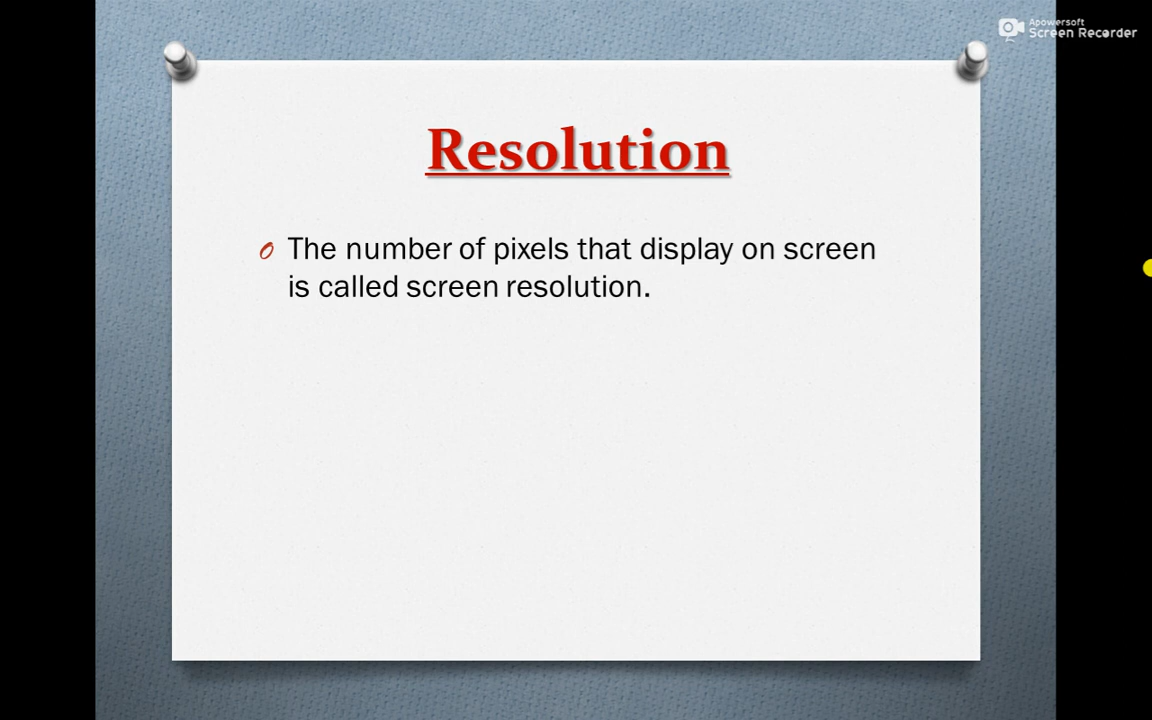 Apowersoft
Screen Recorder
Resolution
The number of pixels that display on screen
is called screen resolution.